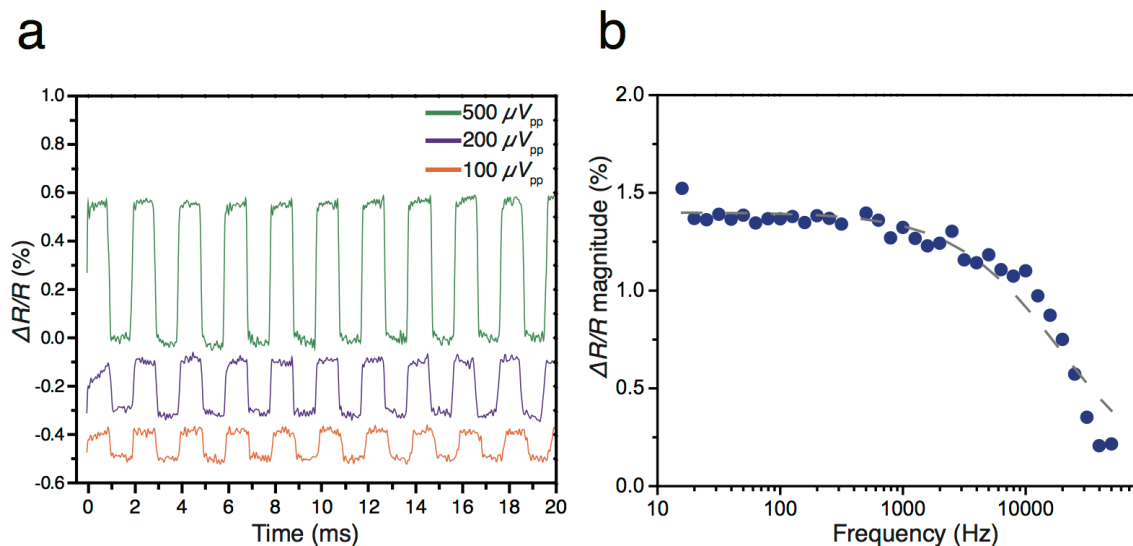 a
1.0
0.8
0.6
0.4
0.2
0.0
-0.2
-0.4
-0.6
ΔR/R (%)
500 μVpp
200 μVpp
100 μVpp
0 2 4 6 8 10 12 14 16 18 20
Time (ms)
b
2.0
1.5
1.0
0.5
0.0
ΔR/R magnitude (%)
10 100 1000 10000
Frequency (Hz)